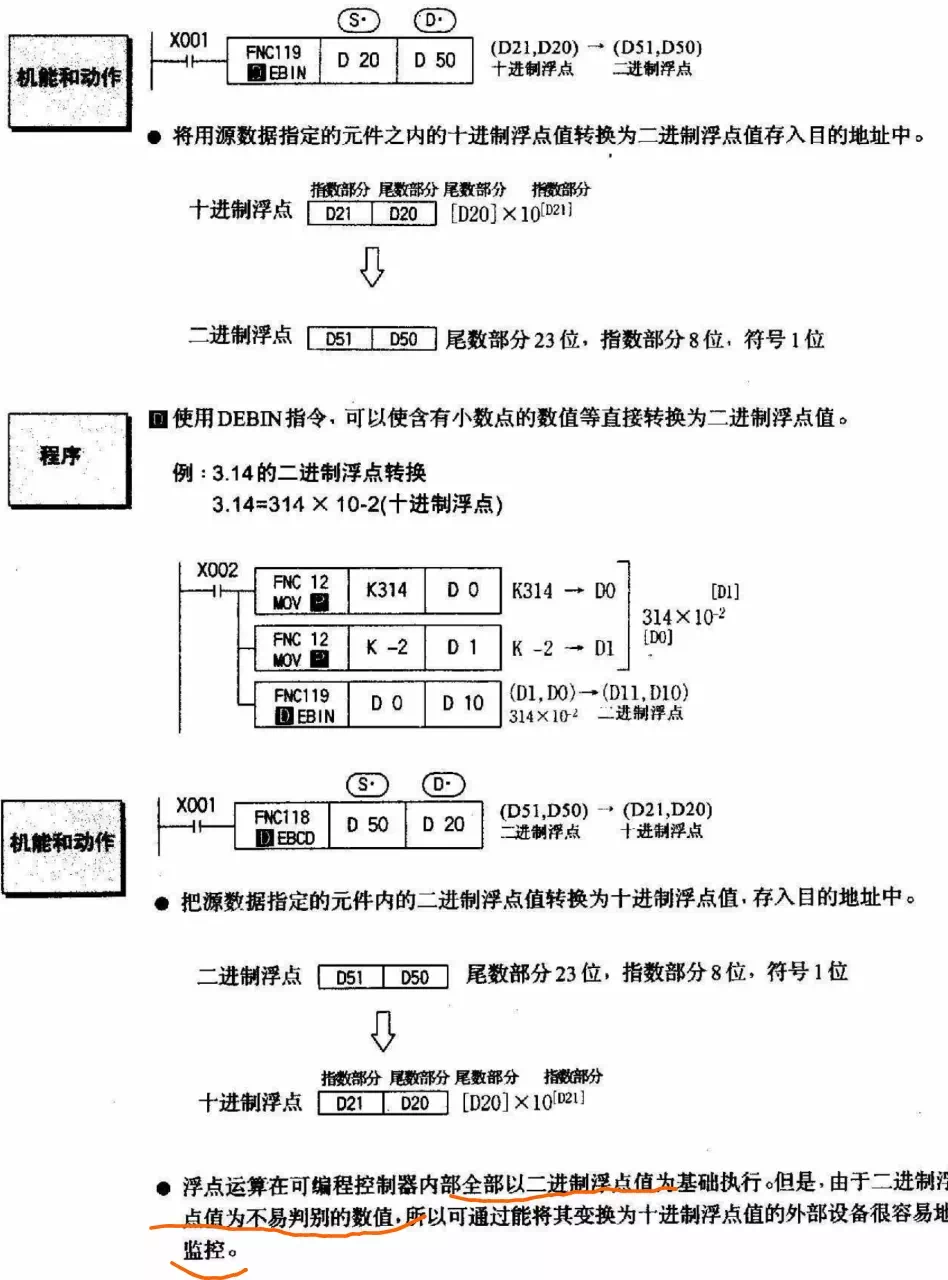 S· D·
X001
FNC119
D EBIN
D 20
D 50
(D21,D20) → (D51,D50)
十进制浮点 二进制浮点
机能和动作
● 将用源数据指定的元件之内的十进制浮点值转换为二进制浮点值存入目的地址中。
指数部分 尾数部分 尾数部分 指数部分
十进制浮点 D21 D20 [D20]×10[D21]
二进制浮点 D51 D50 尾数部分23位，指数部分8位，符号1位
程序
D 使用DEBIN指令，可以使含有小数点的数值等直接转换为二进制浮点值。
例：3.14的二进制浮点转换
3.14=314 × 10-2(十进制浮点)
X002
FNC 12
MOV P
K314
D 0
K314 → D0
FNC 12
MOV P
K -2
D 1
K -2 → D1
[D1]
314×10-2
[D0]
FNC119
D EBIN
D 0
D 10
(D1,D0)→(D11,D10)
314×10-2 二进制浮点
S· D·
机能和动作
X001
FNC118
D EBCD
D 50
D 20
(D51,D50) → (D21,D20)
二进制浮点 十进制浮点
● 把源数据指定的元件内的二进制浮点值转换为十进制浮点值，存入目的地址中。
二进制浮点 D51 D50 尾数部分23位，指数部分8位，符号1位
指数部分 尾数部分 尾数部分 指数部分
十进制浮点 D21 D20 [D20]×10[D21]
● 浮点运算在可编程控制器内部全部以二进制浮点值为基础执行。但是，由于二进制浮
点值为不易判别的数值，所以可通过能将其变换为十进制浮点值的外部设备很容易地
监控。